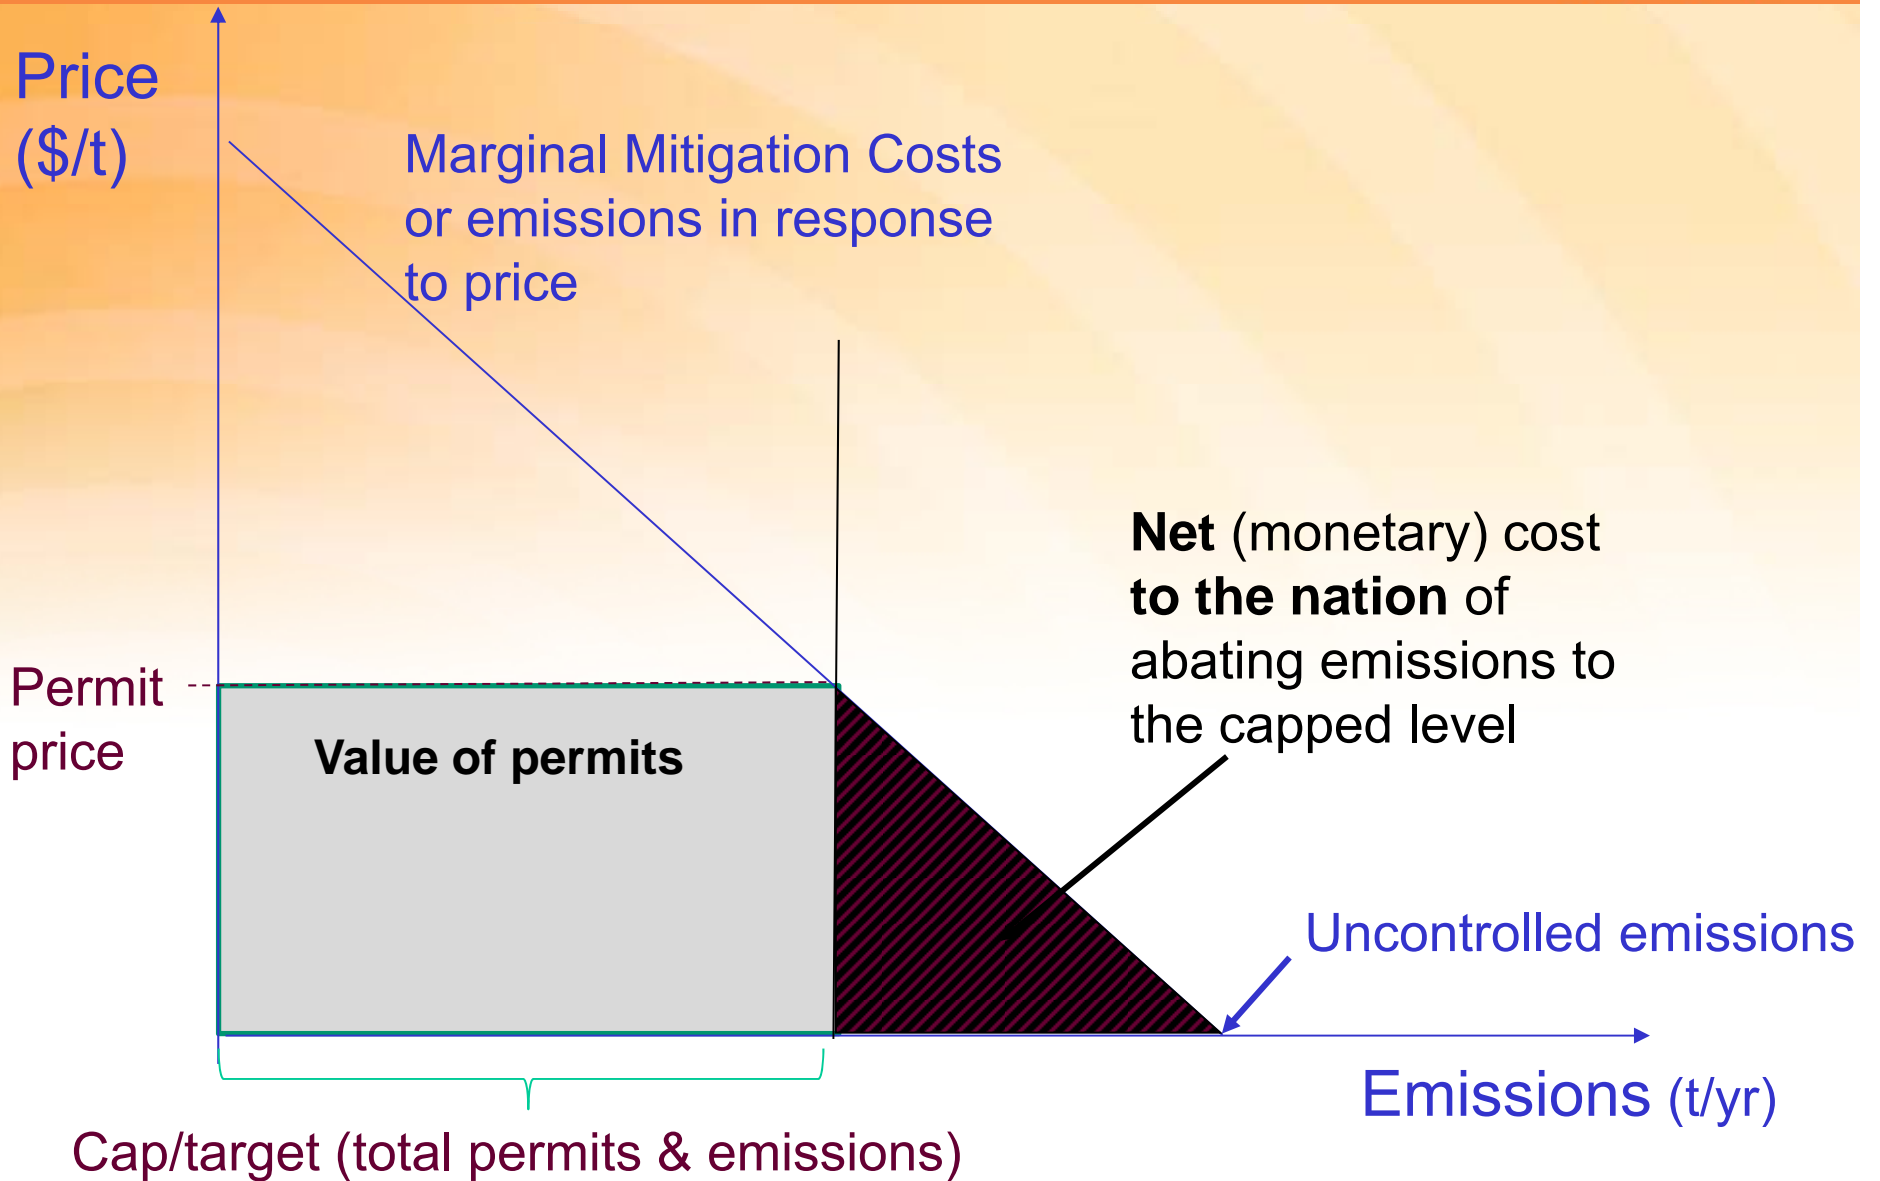 Price
($/t)
Marginal Mitigation Costs
or emissions in response
to price
Net (monetary) cost
to the nation of
abating emissions to
the capped level
Permit
price
Value of permits
Uncontrolled emissions
Emissions (t/yr)
Cap/target (total permits & emissions)